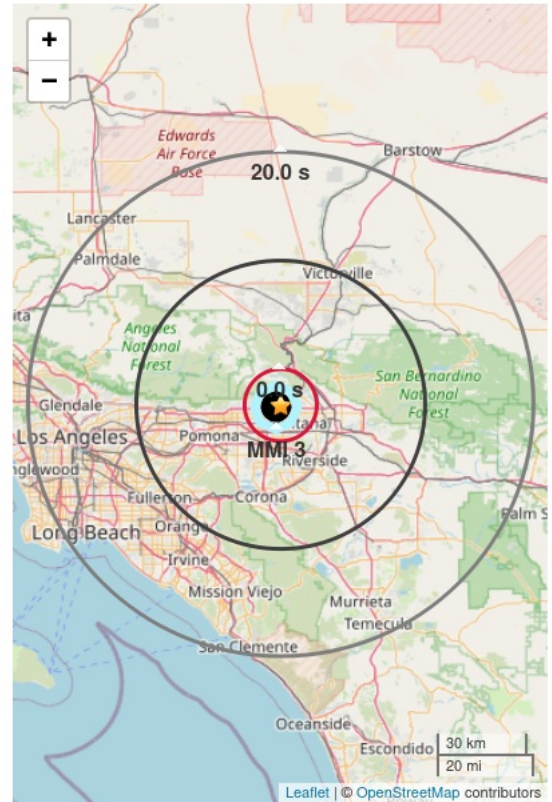 +
−
Edwards
Air Force
Base
Barstow
20.0 s
Lancaster
Palmdale
Victorville
ita
Angeles
National
Forest
San Bernardino
National
Forest
0.0 s
Glendale
tana
Los Angeles
Pomona
MMI 3
Riverside
nglewood
Fullerton
Corona
Palm S
Long Beach
Orange
Irvine
Mission Viejo
Murrieta
Temecula
San Clemente
Oceanside
Escondido
30 km
20 mi
Leaflet | © OpenStreetMap contributors